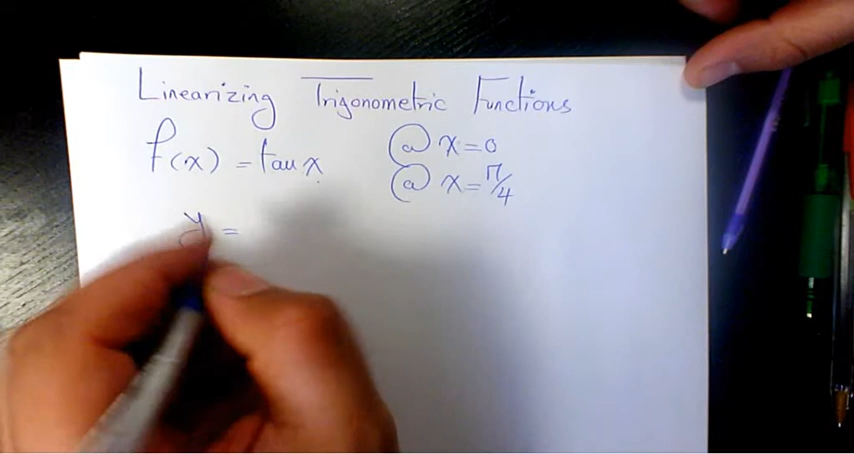 Linearizing Trigonometric Functions
f(x) = tan x @ x = 0
@ x = π/4
y =